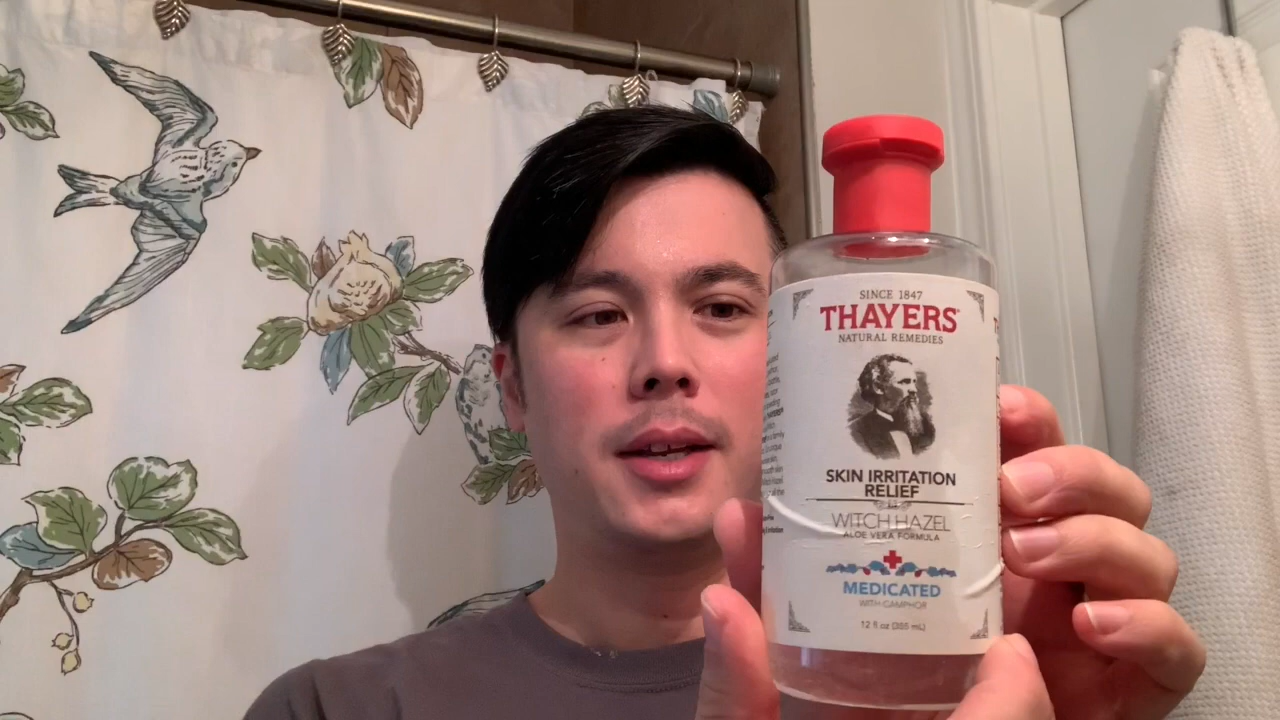 SINCE 1847
THAYERS
NATURAL REMEDIES
SKIN IRRITATION
RELIEF
WITCH HAZEL
ALOE VERA FORMULA
MEDICATED
WITH CAMPHOR
12 fl oz (355 mL)